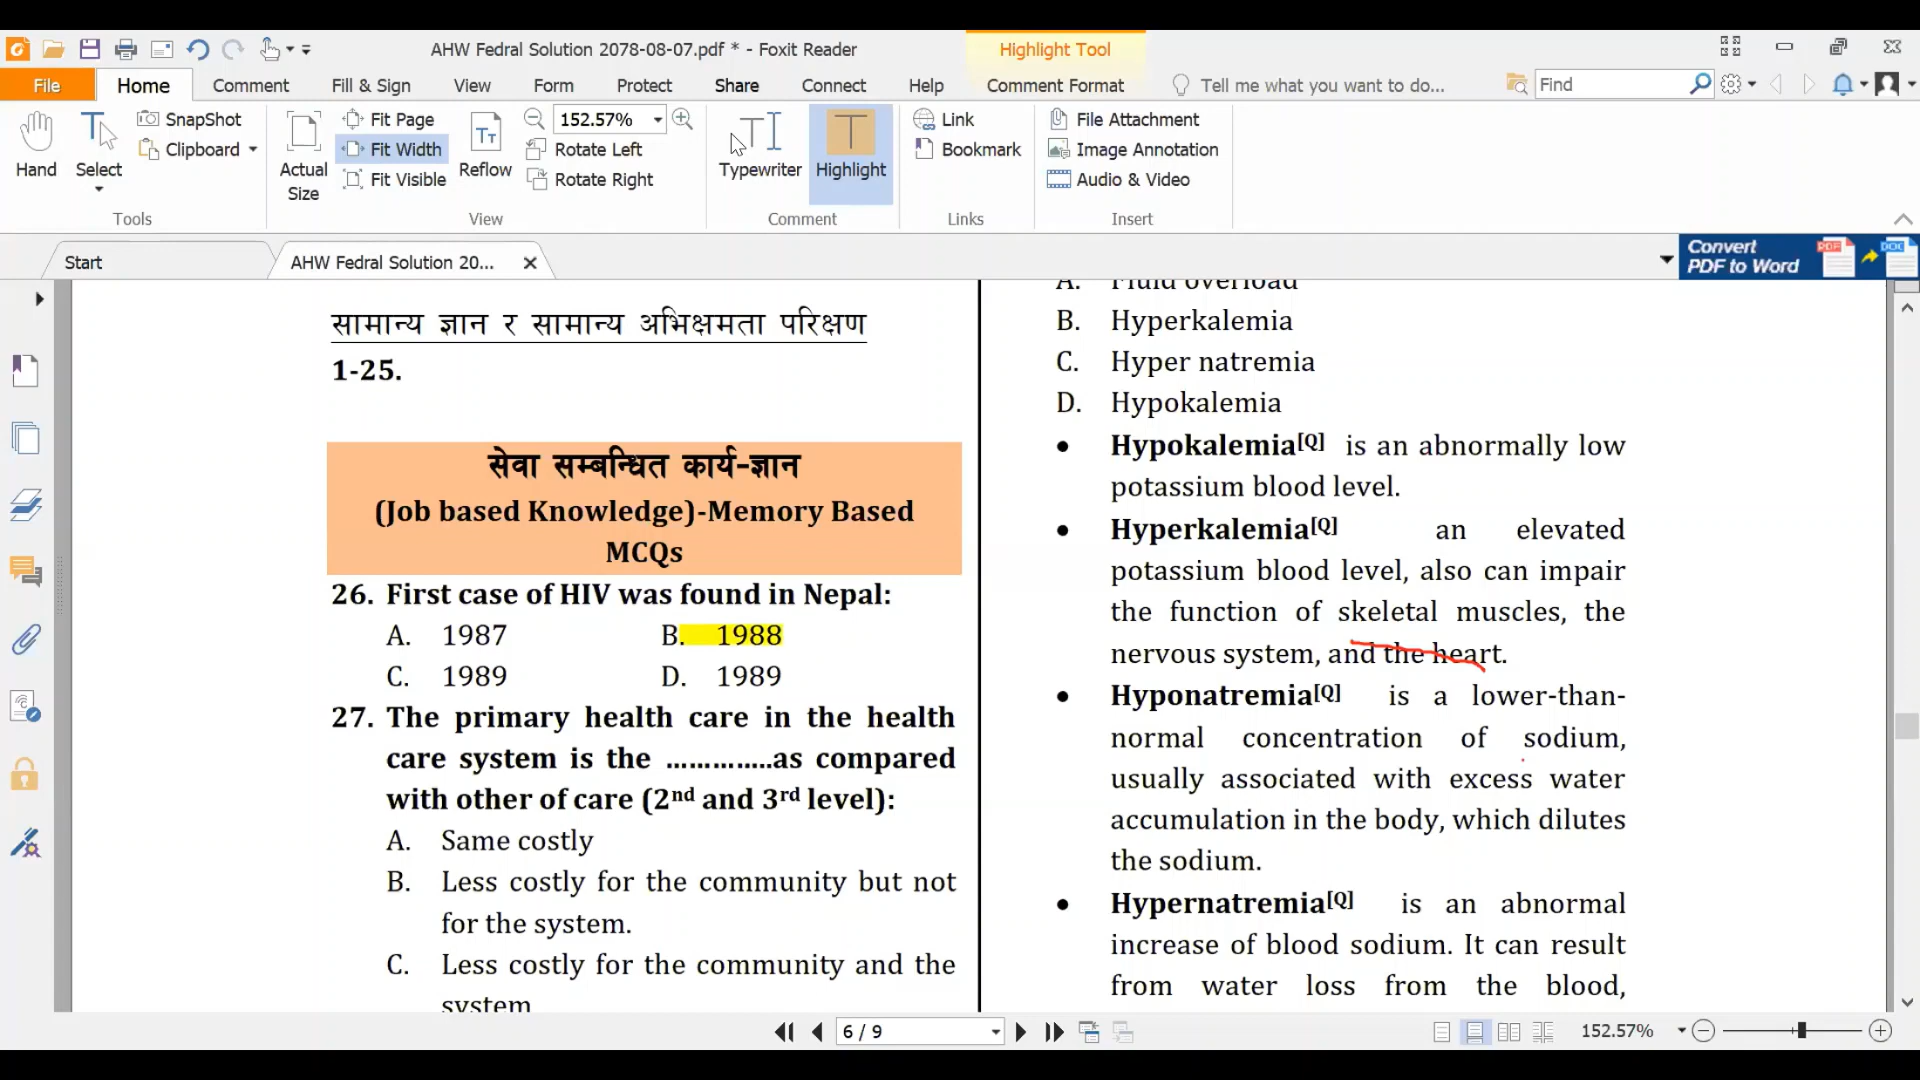 AHW Fedral Solution 2078-08-07.pdf * - Foxit Reader
Highlight Tool
File
Home
Comment
Fill & Sign
View
Form
Protect
Share
Connect
Help
Comment Format
Tell me what you want to do...
Find
Hand
Select
SnapShot
Clipboard
Tools
Actual Size
Fit Page
Fit Width
Fit Visible
Reflow
152.57%
Rotate Left
Rotate Right
View
Typewriter
Highlight
Comment
Link
Bookmark
Links
File Attachment
Image Annotation
Audio & Video
Insert
Start
AHW Fedral Solution 20...
Convert
PDF to Word
PDF
DOC
सामान्य ज्ञान र सामान्य अभिक्षमता परिक्षण
1-25.
सेवा सम्बन्धित कार्य-ज्ञान
(Job based Knowledge)-Memory Based
MCQs
26. First case of HIV was found in Nepal:
A. 1987 B. 1988
C. 1989 D. 1989
27. The primary health care in the health
care system is the ..............as compared
with other of care (2nd and 3rd level):
A. Same costly
B. Less costly for the community but not
for the system.
C. Less costly for the community and the
system
A. Fluid overload
B. Hyperkalemia
C. Hyper natremia
D. Hypokalemia
• Hypokalemia[Q] is an abnormally low
potassium blood level.
• Hyperkalemia[Q] an elevated
potassium blood level, also can impair
the function of skeletal muscles, the
nervous system, and the heart.
• Hyponatremia[Q] is a lower-than-
normal concentration of sodium,
usually associated with excess water
accumulation in the body, which dilutes
the sodium.
• Hypernatremia[Q] is an abnormal
increase of blood sodium. It can result
from water loss from the blood,
6 / 9
152.57%